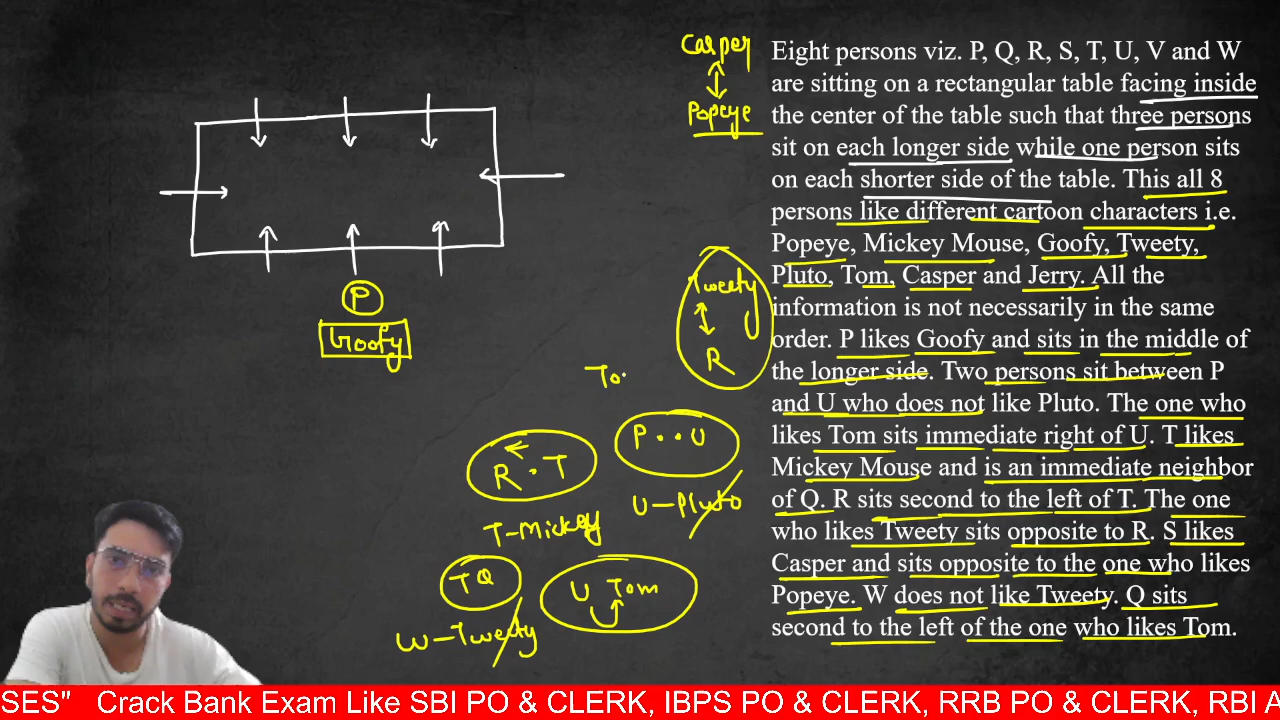 Casper
Popeye
Eight persons viz. P, Q, R, S, T, U, V and W
are sitting on a rectangular table facing inside
the center of the table such that three persons
sit on each longer side while one person sits
on each shorter side of the table. This all 8
persons like different cartoon characters i.e.
Popeye, Mickey Mouse, Goofy, Tweety,
Pluto, Tom, Casper and Jerry. All the
information is not necessarily in the same
order. P likes Goofy and sits in the middle of
the longer side. Two persons sit between P
and U who does not like Pluto. The one who
likes Tom sits immediate right of U. T likes
Mickey Mouse and is an immediate neighbor
of Q. R sits second to the left of T. The one
who likes Tweety sits opposite to R. S likes
Casper and sits opposite to the one who likes
Popeye. W does not like Tweety. Q sits
second to the left of the one who likes Tom.
Tweety
R
P
Goofy
To.
P . . U
U - Pluto
R . T
T - Mickey
T Q
W - Tweety
U Tom
SES" Crack Bank Exam Like SBI PO & CLERK, IBPS PO & CLERK, RRB PO & CLERK, RBI A